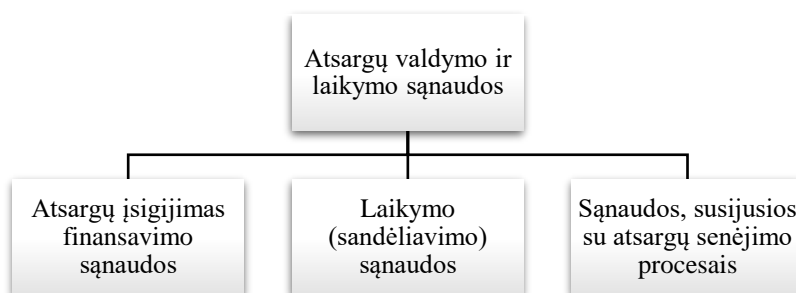 Atsargų valdymo ir
laikymo sąnaudos
Atsargų įsigijimas
finansavimo
sąnaudos
Laikymo
(sandėliavimo)
sąnaudos
Sąnaudos, susijusios
su atsargų senėjimo
procesais